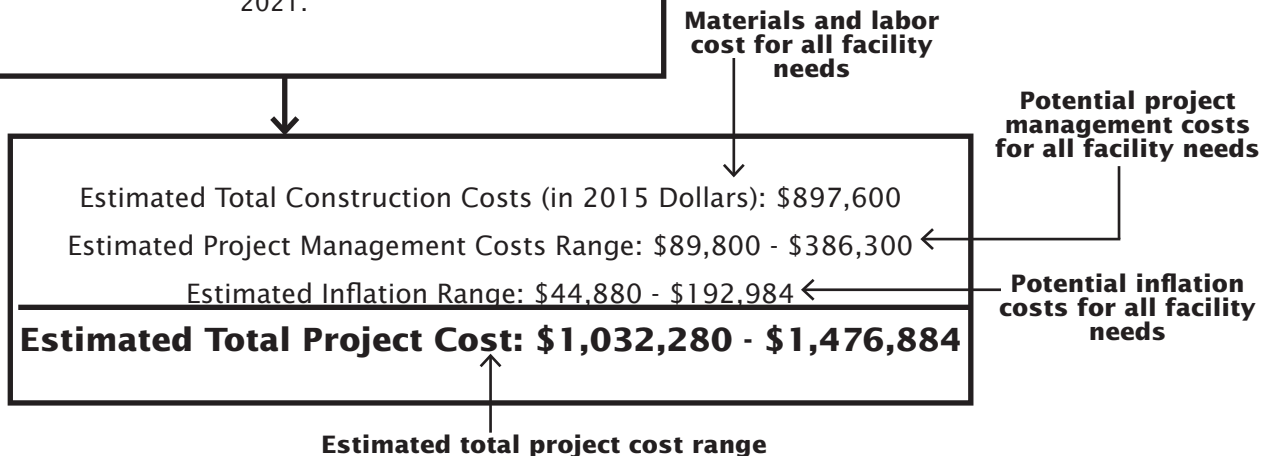 2021.
Materials and labor
cost for all facility
needs
Potential project
management costs
for all facility needs
Estimated Total Construction Costs (in 2015 Dollars): $897,600
Estimated Project Management Costs Range: $89,800 - $386,300
Estimated Inflation Range: $44,880 - $192,984
Potential inflation
costs for all facility
needs
Estimated Total Project Cost: $1,032,280 - $1,476,884
Estimated total project cost range